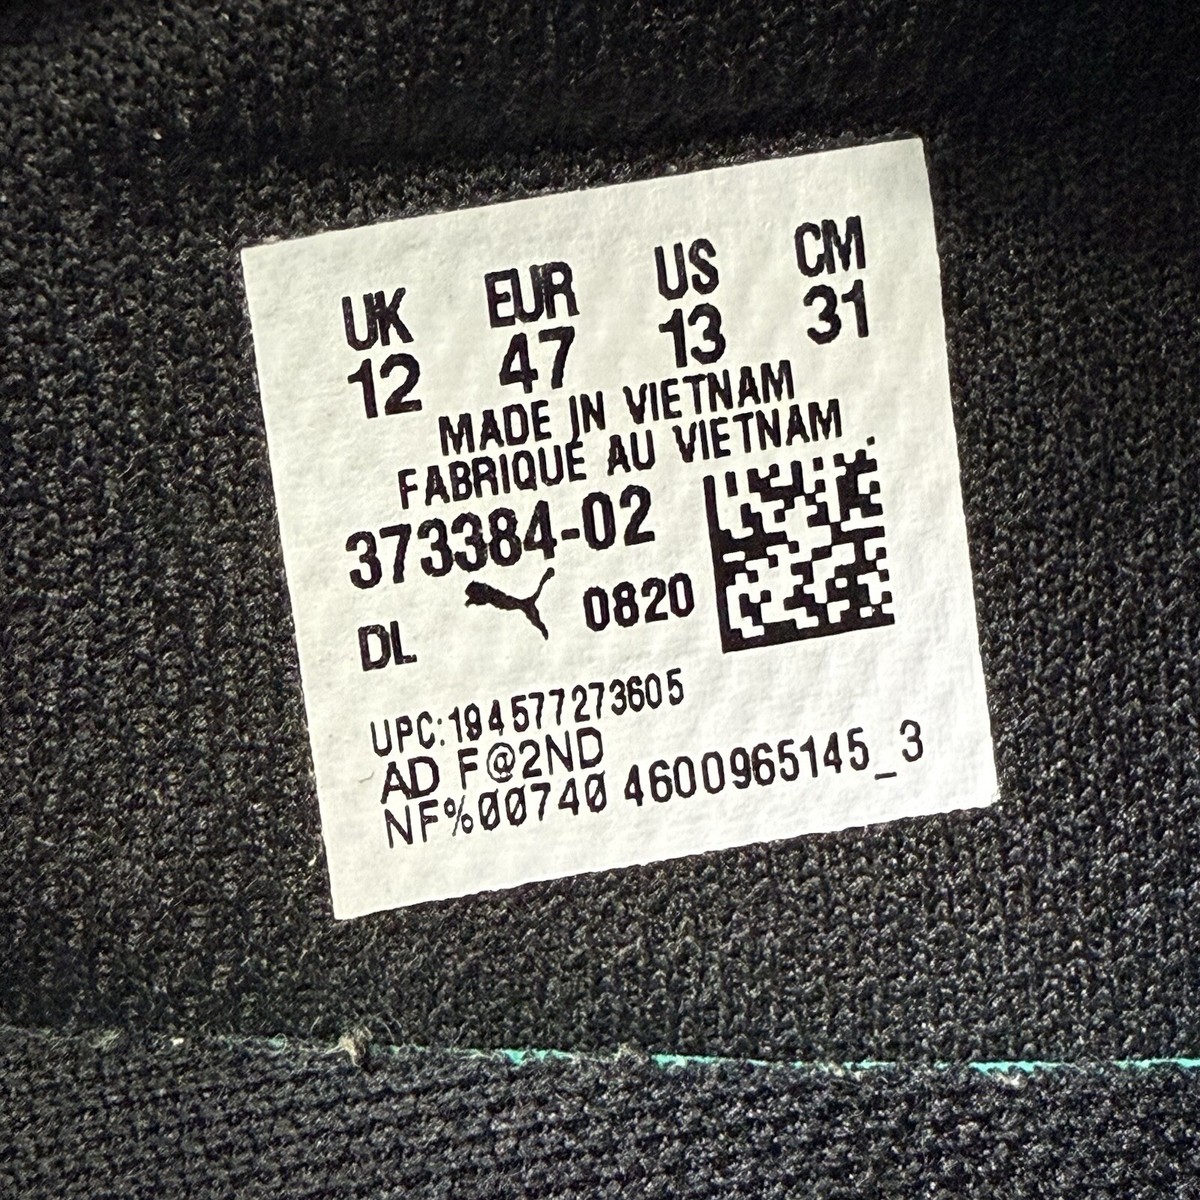 UK EUR US CM
12 47 13 31
MADE IN VIETNAM
FABRIQUÉ AU VIETNAM
373384-02
DL 0820
UPC:194577273605
AD F@2ND
NF%00740 4600965145_3